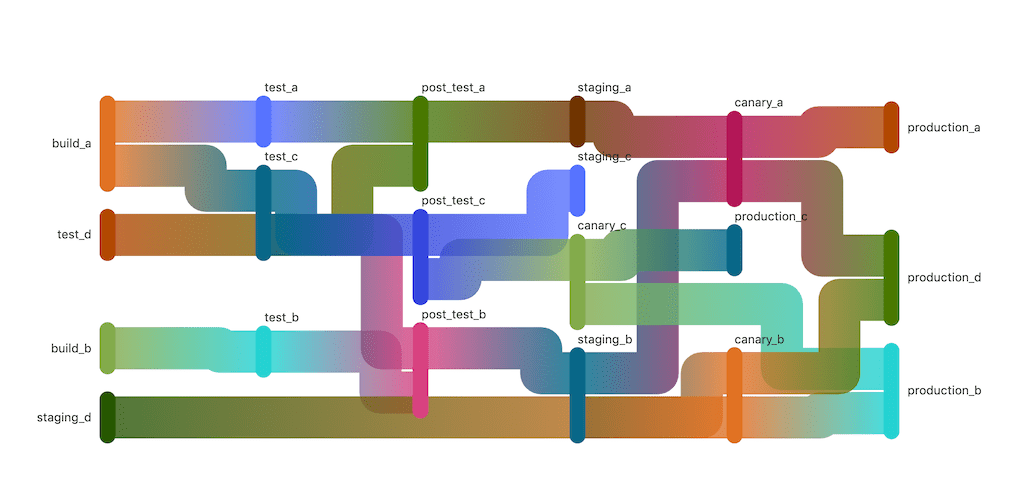 test_a
post_test_a
staging_a
canary_a
production_a
build_a
test_c
staging_c
post_test_c
production_c
canary_c
test_d
production_d
test_b
post_test_b
staging_b
canary_b
build_b
production_b
staging_d